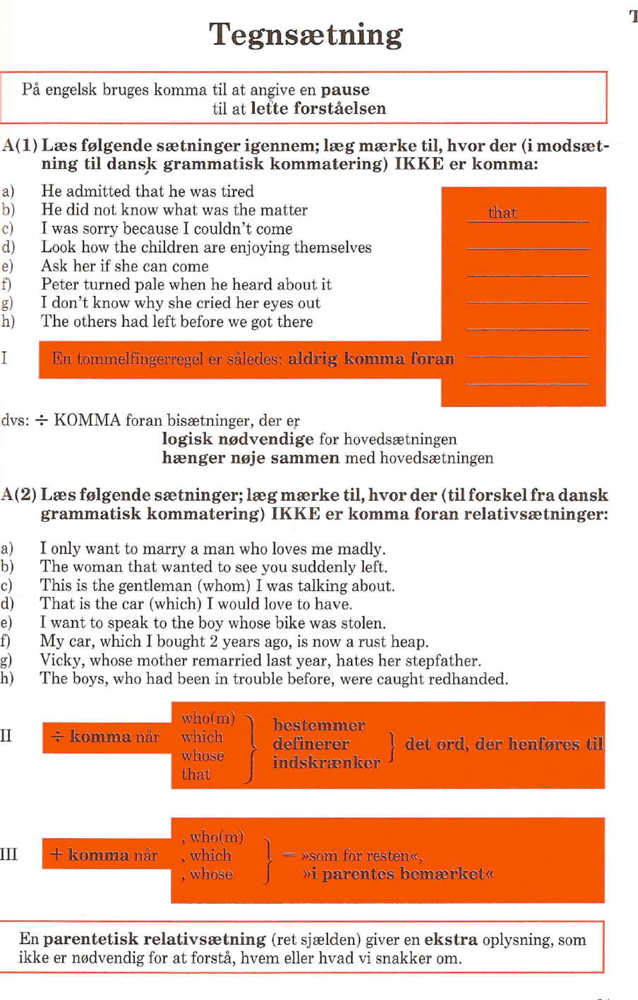 T
Tegnsætning
På engelsk bruges komma til at angive en pause
til at lette forståelsen
A(1) Læs følgende sætninger igennem; læg mærke til, hvor der (i modsæt-
ning til dansk grammatisk kommatering) IKKE er komma:
a) He admitted that he was tired
b) He did not know what was the matter
c) I was sorry because I couldn't come
d) Look how the children are enjoying themselves
e) Ask her if she can come
f) Peter turned pale when he heard about it
g) I don't know why she cried her eyes out
h) The others had left before we got there
that
I En tommelfingerregel er således: aldrig komma foran
dvs: ÷ KOMMA foran bisætninger, der er
logisk nødvendige for hovedsætningen
hænger nøje sammen med hovedsætningen
A(2) Læs følgende sætninger; læg mærke til, hvor der (til forskel fra dansk
grammatisk kommatering) IKKE er komma foran relativsætninger:
a) I only want to marry a man who loves me madly.
b) The woman that wanted to see you suddenly left.
c) This is the gentleman (whom) I was talking about.
d) That is the car (which) I would love to have.
e) I want to speak to the boy whose bike was stolen.
f) My car, which I bought 2 years ago, is now a rust heap.
g) Vicky, whose mother remarried last year, hates her stepfather.
h) The boys, who had been in trouble before, were caught redhanded.
II ÷ komma når
who(m)
which
whose
that
bestemmer
definerer
indskrænker
det ord, der henføres til
III + komma når
, who(m)
, which
, whose
= »som for resten«,
»i parentes bemærket«
En parentetisk relativsætning (ret sjælden) giver en ekstra oplysning, som
ikke er nødvendig for at forstå, hvem eller hvad vi snakker om.